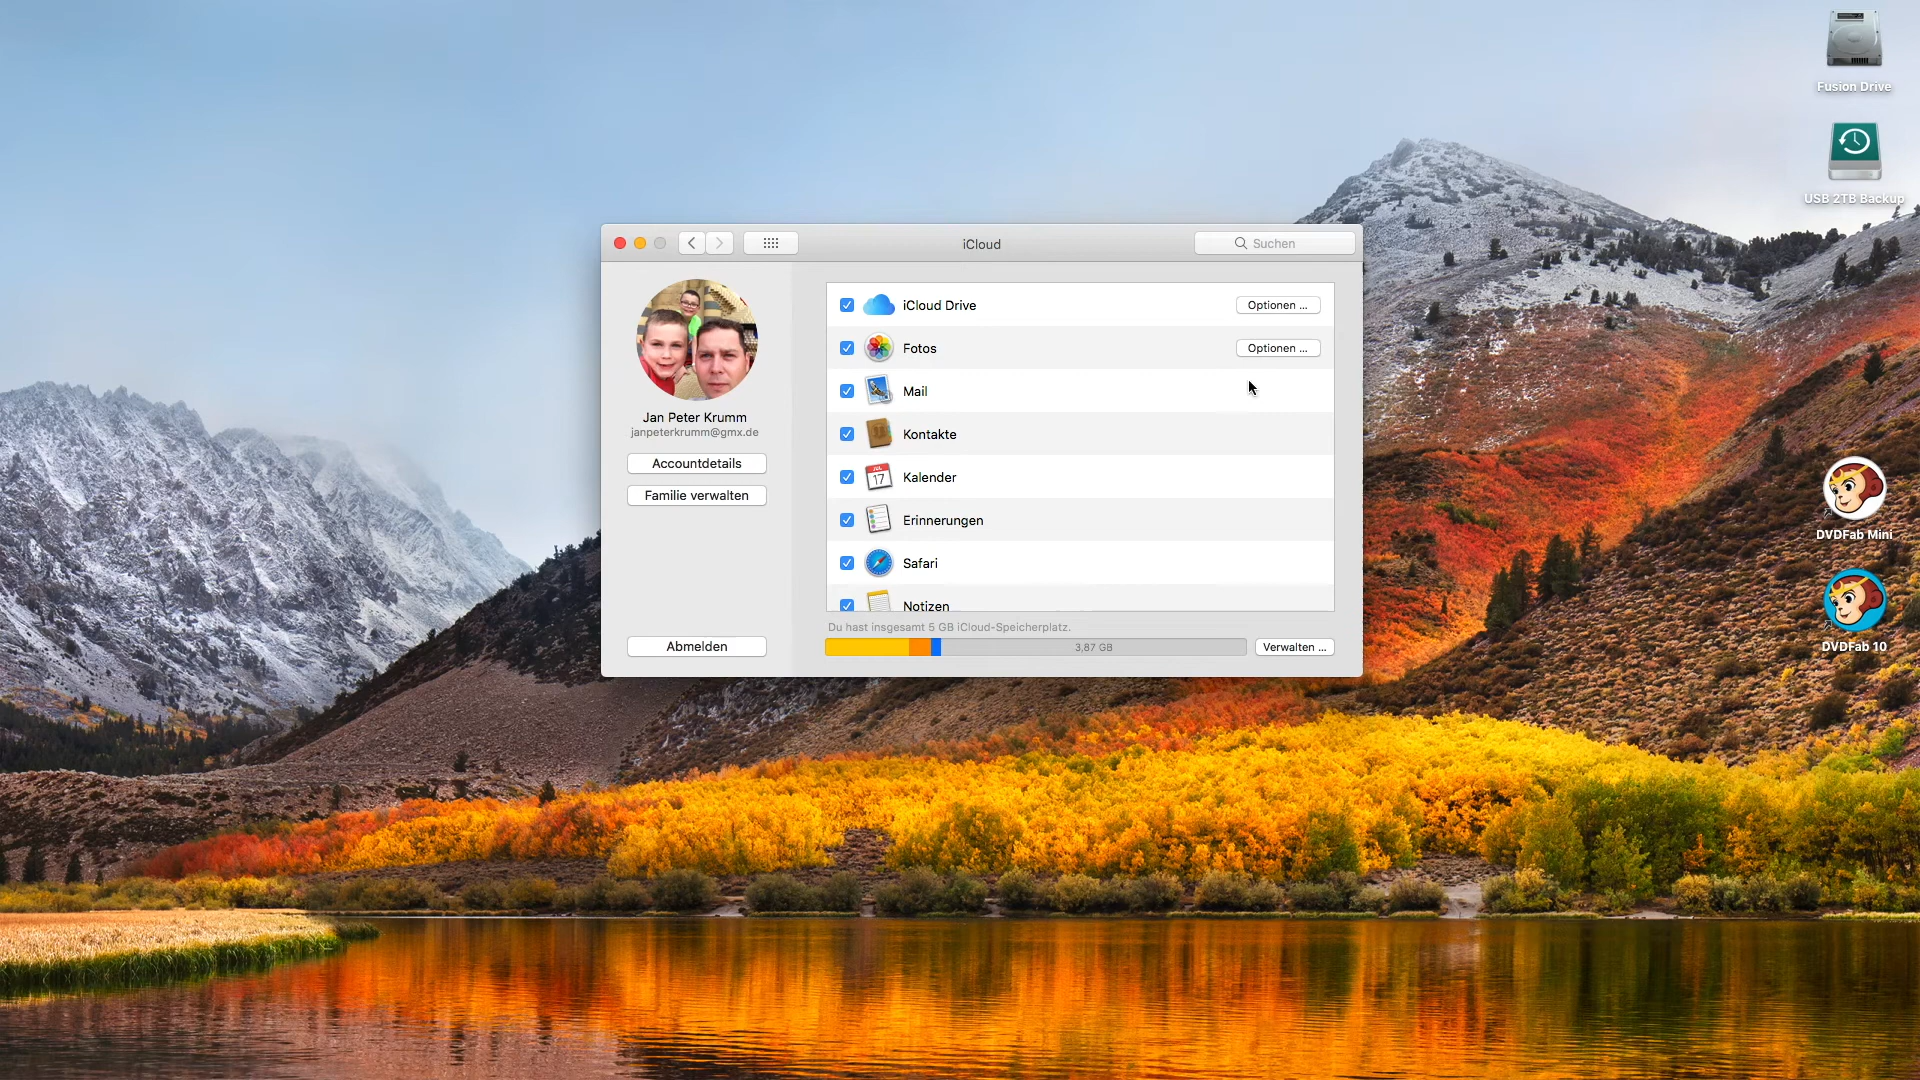 Fusion Drive
USB 2TB Backup
iCloud
Suchen
iCloud Drive
Optionen ...
Fotos
Optionen ...
Mail
Jan Peter Krumm
janpeterkrumm@gmx.de
Kontakte
Accountdetails
JUL
17
Kalender
Familie verwalten
Erinnerungen
DVDFab Mini
Safari
Notizen
Du hast insgesamt 5 GB iCloud-Speicherplatz.
Abmelden
3,87 GB
Verwalten ...
DVDFab 10